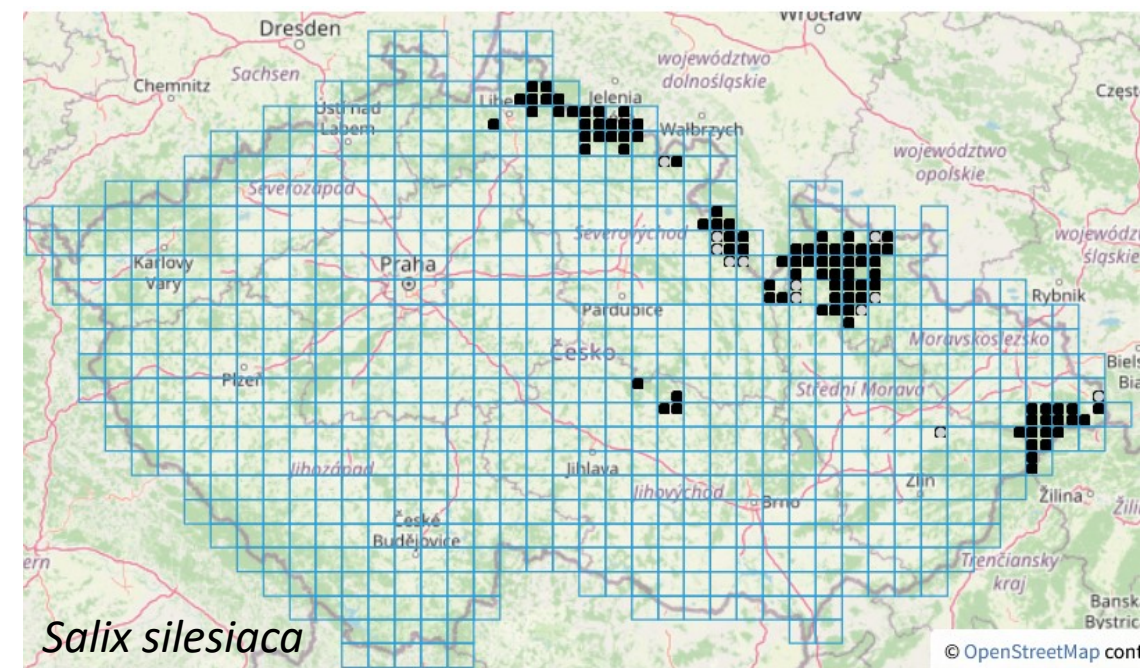 Wrocław
Dresden
województwo
dolnośląskie
Sachsen
Chemnitz
Częst
Jelenia
Libe
Ústí nad
Labem
Wałbrzych
województwo
opolskie
Severozápad
Severovýchod
województ
śląskie
Karlovy
Vary
Praha
Rybnik
Pardubice
Moravskoslezsko
Česko
Biels
Bia
Plzeň
Střední Morava
Jihlava
Jihozápad
Zlín
Jihovýchod
Brno
Žilina
Žili
České
Budějovice
ern
Trenčiansky
kraj
Bansk
Bystric
Salix silesiaca
© OpenStreetMap cont